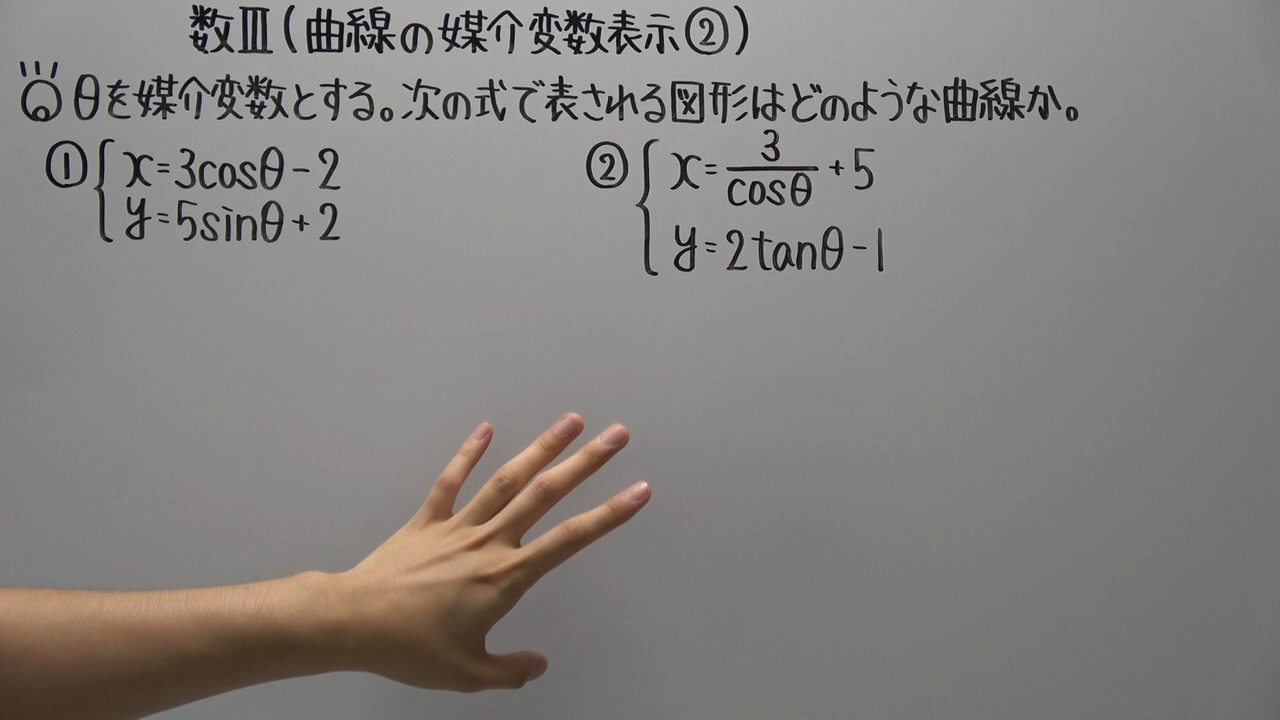 数Ⅲ(曲線の媒介変数表示②)
θを媒介変数とする。次の式で表される図形はどのような曲線か。
① x=3cosθ-2
y=5sinθ+2
② x=3/cosθ+5
y=2tanθ-1